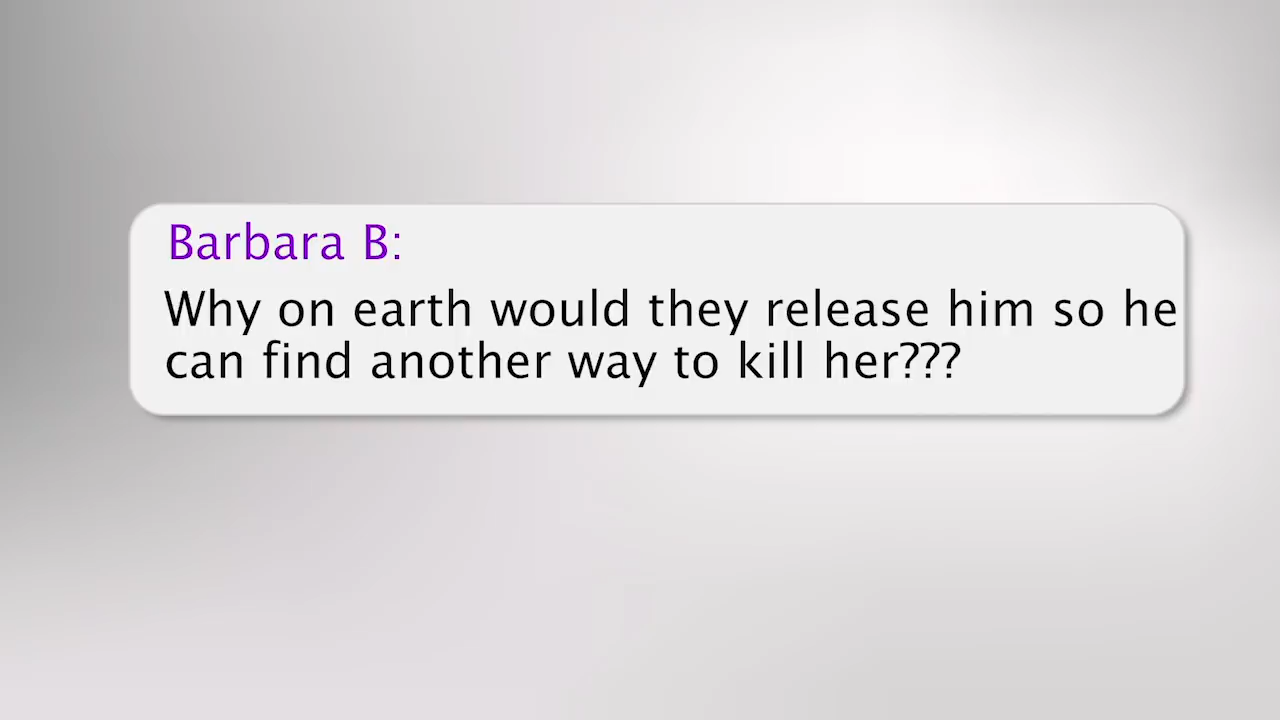 Barbara B:
Why on earth would they release him so he
can find another way to kill her???